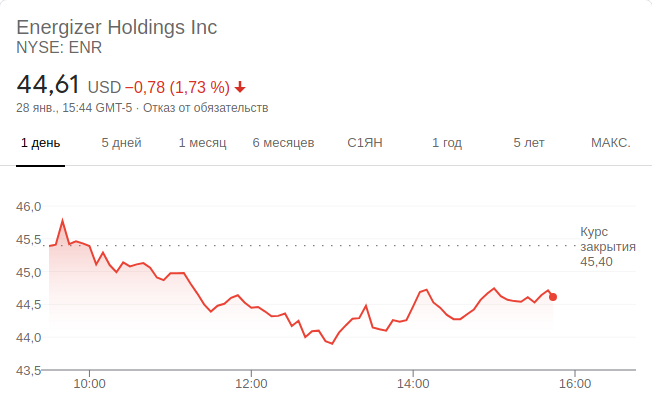 Energizer Holdings Inc
NYSE: ENR
44,61 USD −0,78 (1,73 %)
28 янв., 15:44 GMT-5 · Отказ от обязательств
1 день 5 дней 1 месяц 6 месяцев С1ЯН 1 год 5 лет МАКС.
46,0
45,5
45,0
44,5
44,0
43,5
Курс
закрытия
45,40
10:00 12:00 14:00 16:00